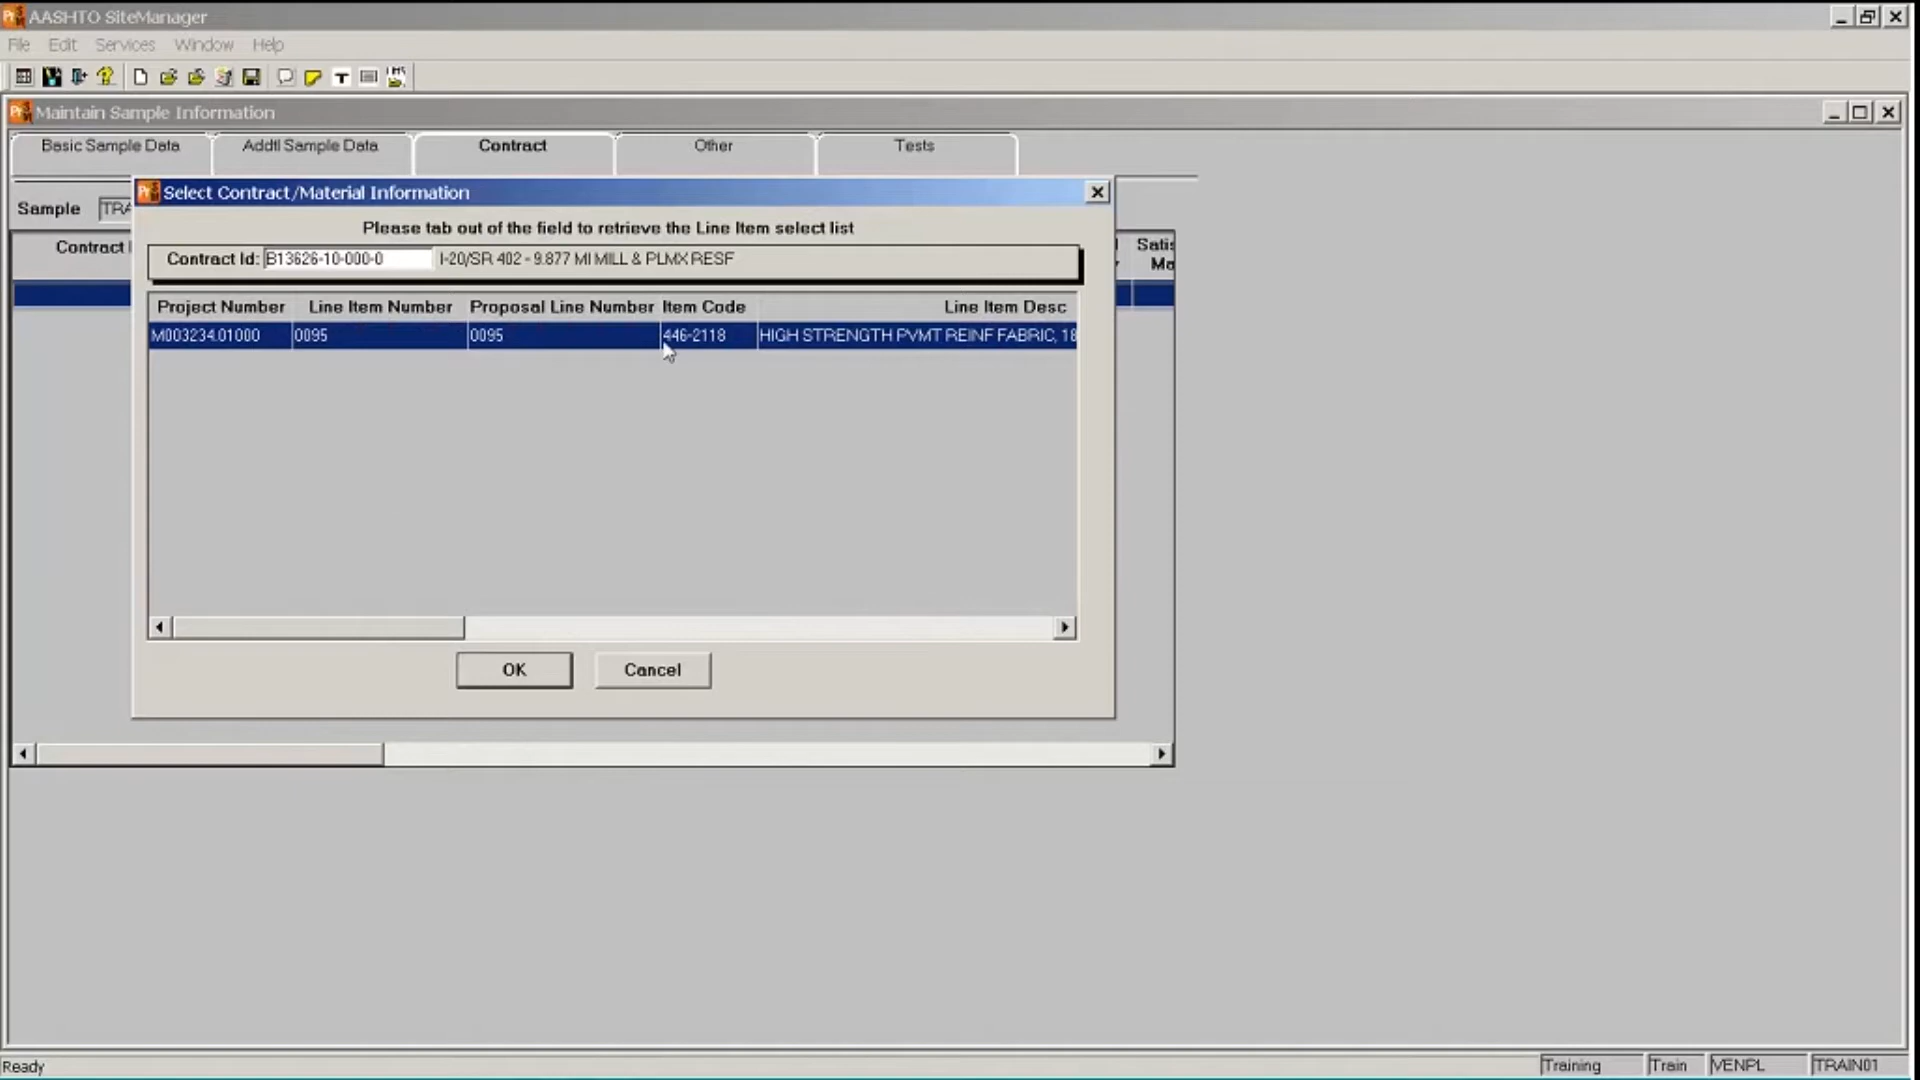 AASHTO SiteManager
File Edit Services Window Help
Maintain Sample Information
Basic Sample Data Addtl Sample Data Contract Other Tests
Select Contract/Material Information
Sample TRA
Please tab out of the field to retrieve the Line Item select list
Contract I
Satis
Ma
Contract Id: B13626-10-000-0 I-20/SR 402 - 9.877 MI MILL & PLMX RESF
Project Number Line Item Number Proposal Line Number Item Code Line Item Desc
M003234.01000 0095 0095 446-2118 HIGH STRENGTH PVMT REINF FABRIC, 18
OK Cancel
Ready Training Train VENPL TRAIN01